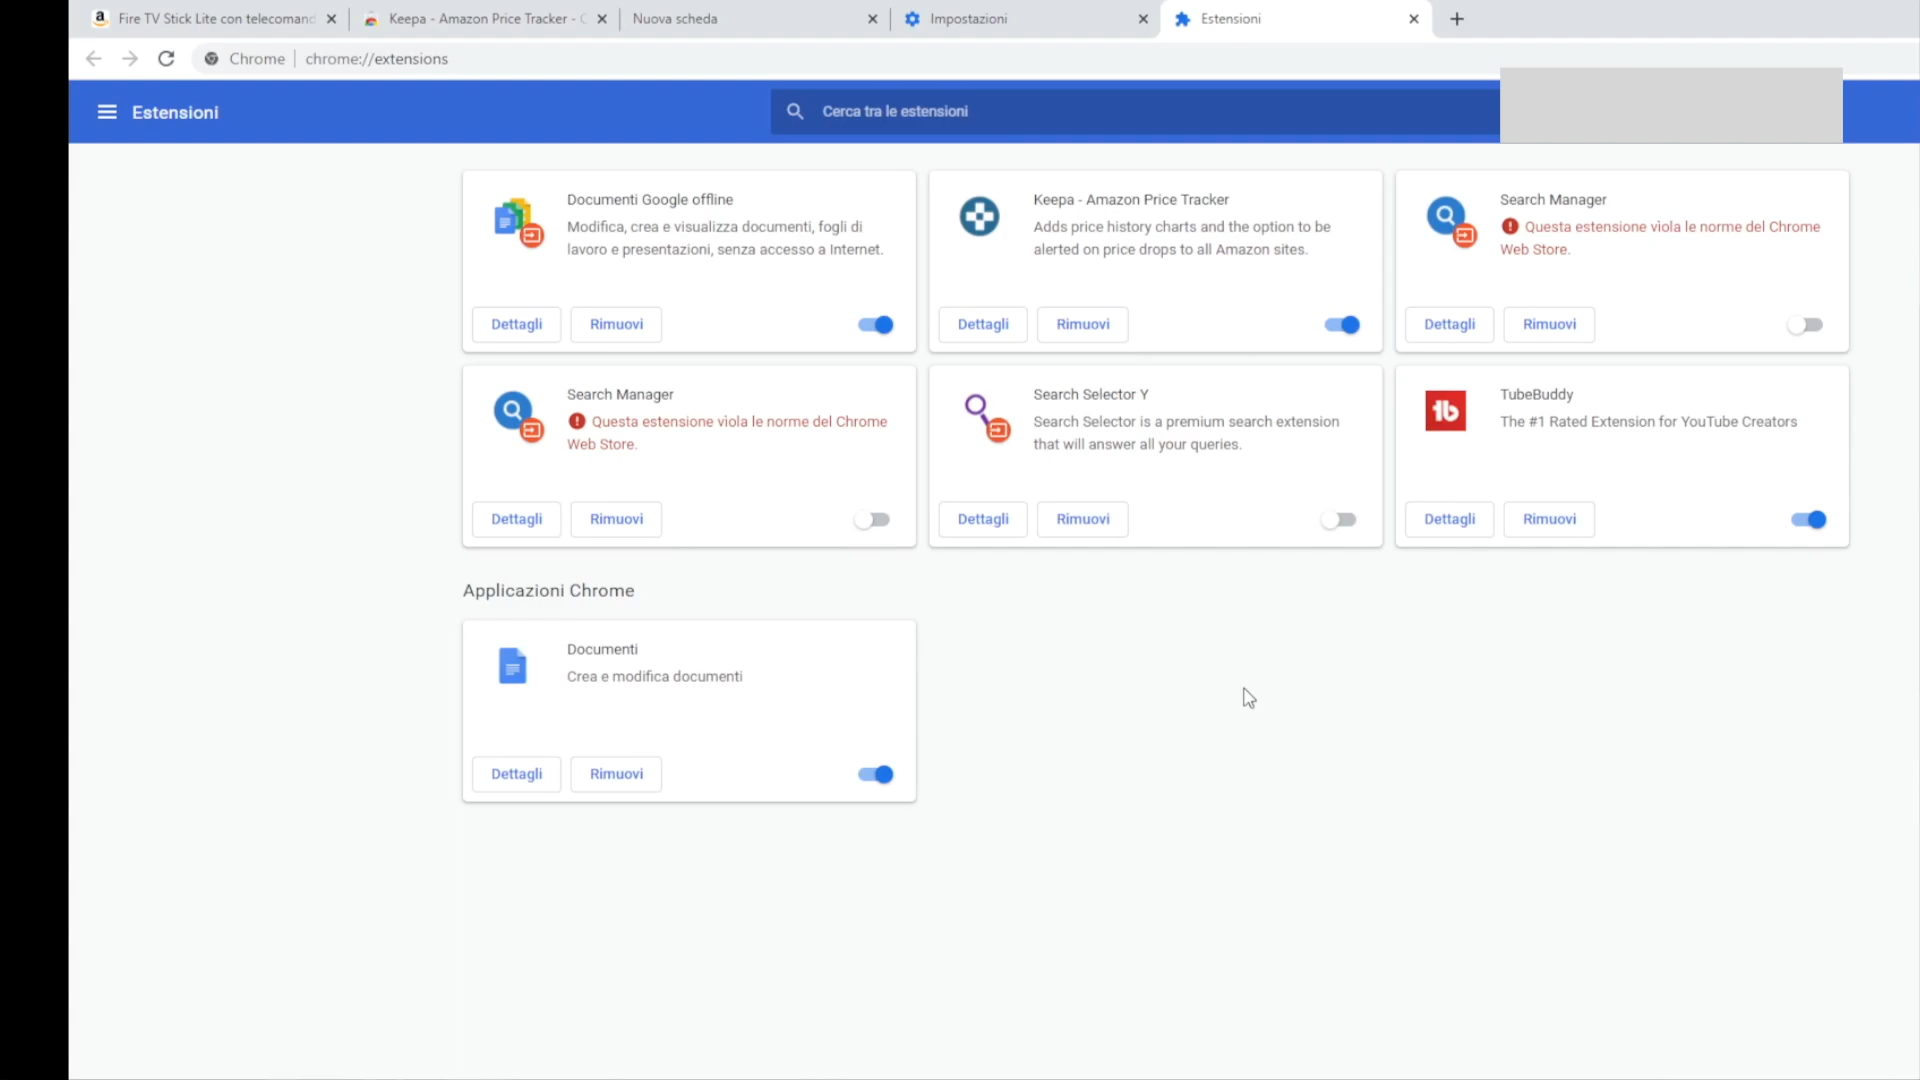 Fire TV Stick Lite con telecomand
Keepa - Amazon Price Tracker - C
Nuova scheda
Impostazioni
Estensioni
Chrome
chrome://extensions
Estensioni
Cerca tra le estensioni
Documenti Google offline
Modifica, crea e visualizza documenti, fogli di
lavoro e presentazioni, senza accesso a Internet.
Dettagli
Rimuovi
Keepa - Amazon Price Tracker
Adds price history charts and the option to be
alerted on price drops to all Amazon sites.
Dettagli
Rimuovi
Search Manager
Questa estensione viola le norme del Chrome
Web Store.
Dettagli
Rimuovi
Search Manager
Questa estensione viola le norme del Chrome
Web Store.
Dettagli
Rimuovi
Search Selector Y
Search Selector is a premium search extension
that will answer all your queries.
Dettagli
Rimuovi
tb
TubeBuddy
The #1 Rated Extension for YouTube Creators
Dettagli
Rimuovi
Applicazioni Chrome
Documenti
Crea e modifica documenti
Dettagli
Rimuovi